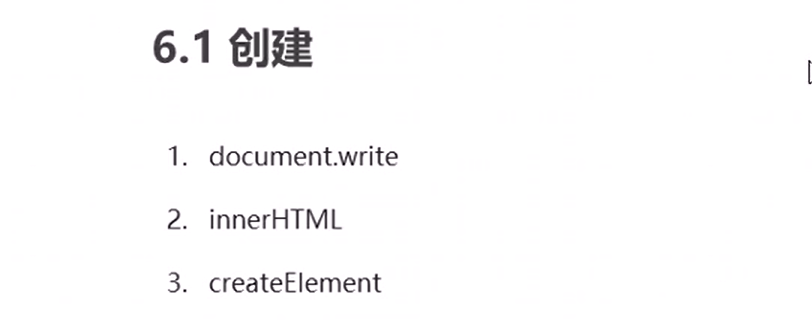 6.1 创建
1. document.write
2. innerHTML
3. createElement